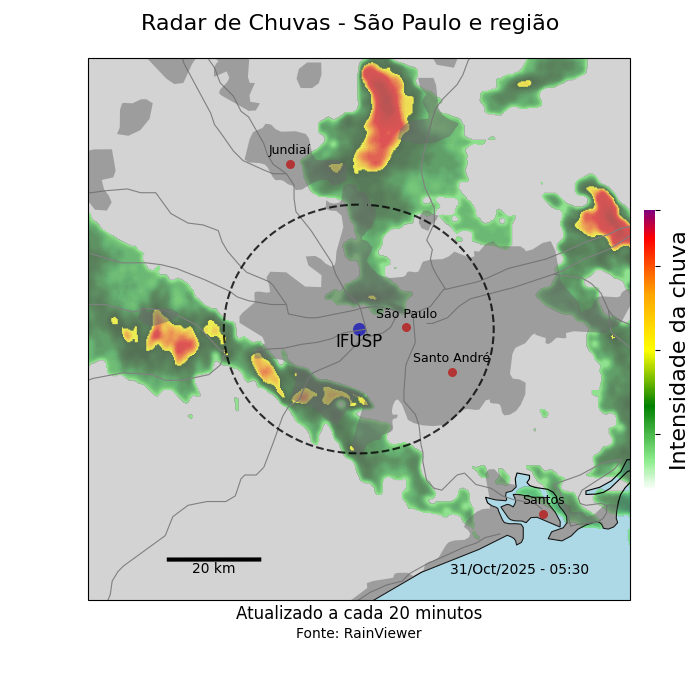 Radar de Chuvas - São Paulo e região
Jundiaí
São Paulo
IFUSP
Santo André
Santos
20 km
31/Oct/2025 - 05:30
Intensidade da chuva
Atualizado a cada 20 minutos
Fonte: RainViewer